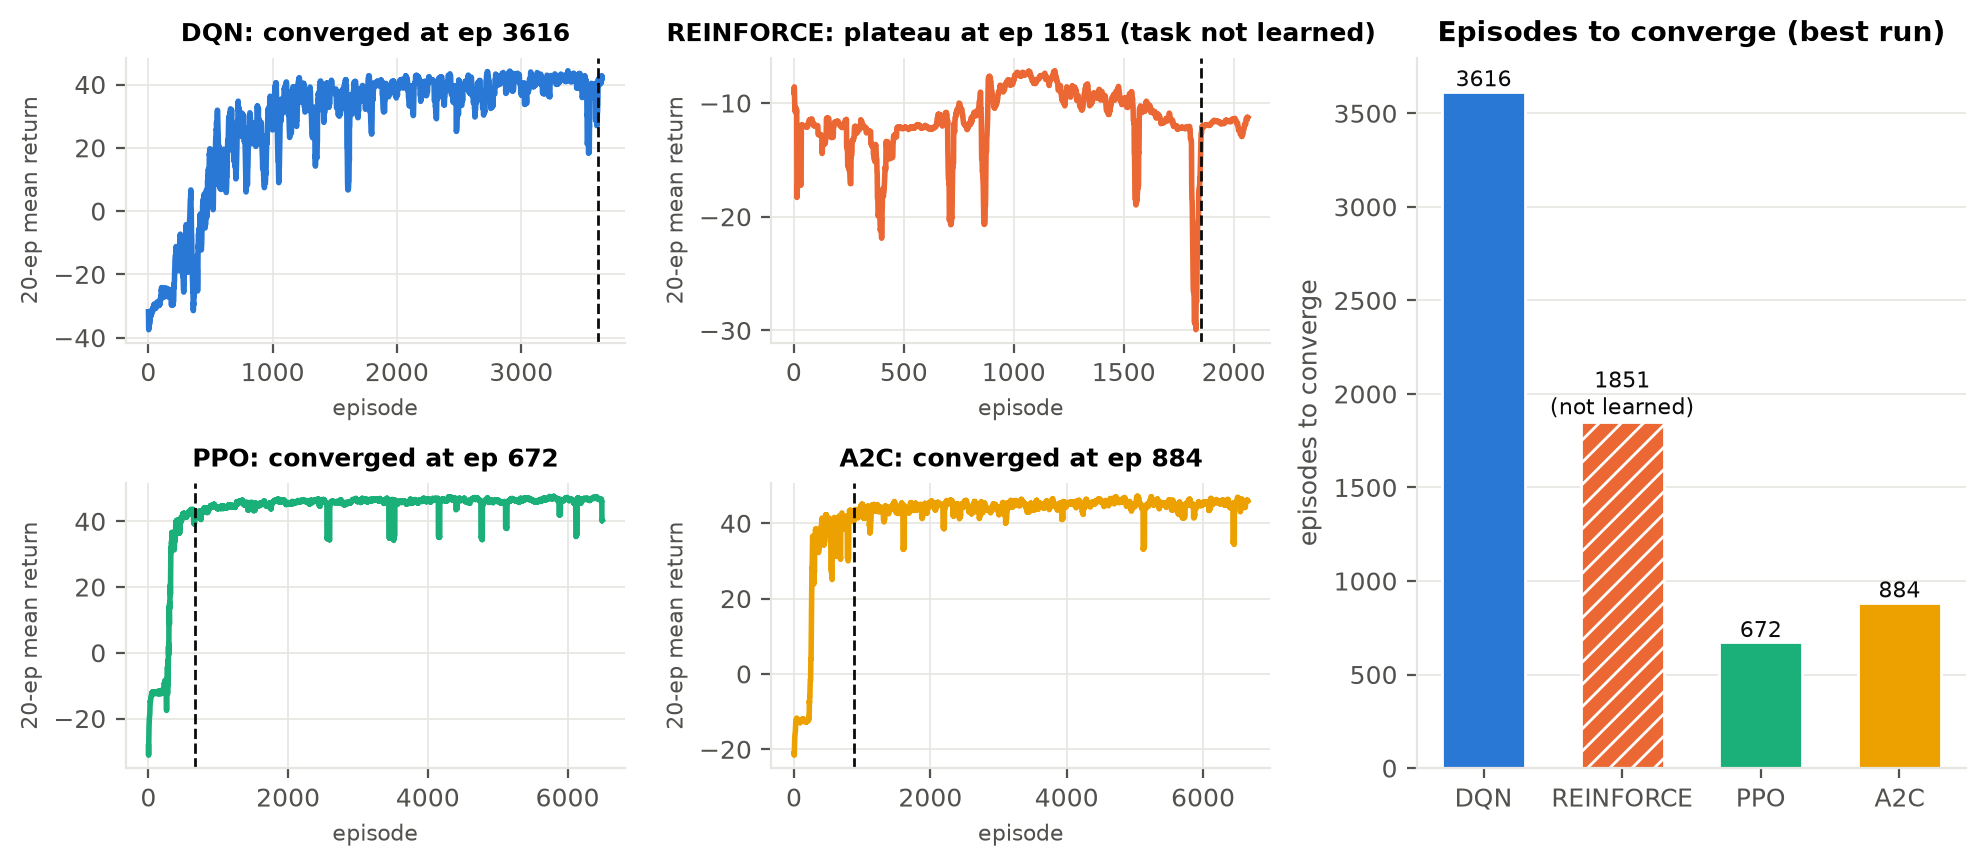 DQN: converged at ep 3616
20-ep mean return
40
20
0
−20
−40
0 1000 2000 3000
episode
REINFORCE: plateau at ep 1851 (task not learned)
20-ep mean return
−10
−20
−30
0 500 1000 1500 2000
episode
PPO: converged at ep 672
20-ep mean return
40
20
0
−20
0 2000 4000 6000
episode
A2C: converged at ep 884
20-ep mean return
40
20
0
−20
0 2000 4000 6000
episode
Episodes to converge (best run)
episodes to converge
3500
3000
2500
2000
1500
1000
500
0
3616
1851
(not learned)
672
884
DQN REINFORCE PPO A2C